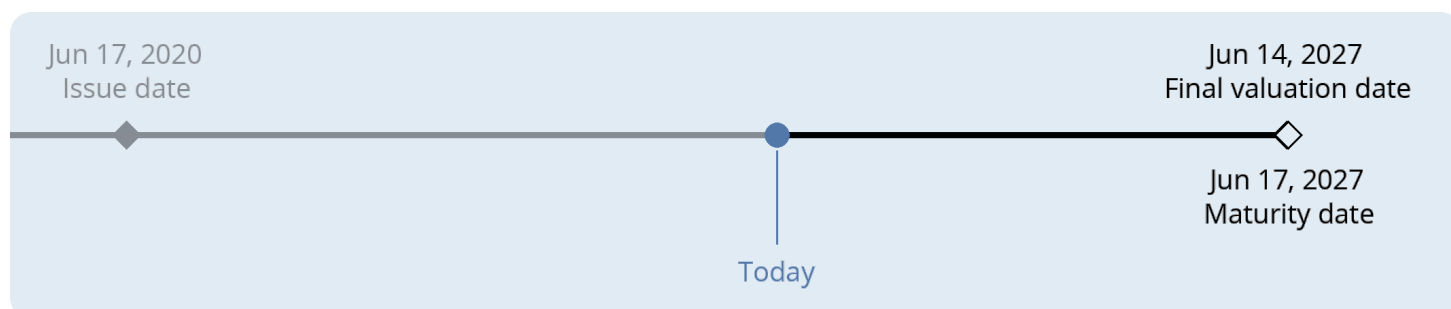 Jun 17, 2020
Issue date
Jun 14, 2027
Final valuation date
Jun 17, 2027
Maturity date
Today